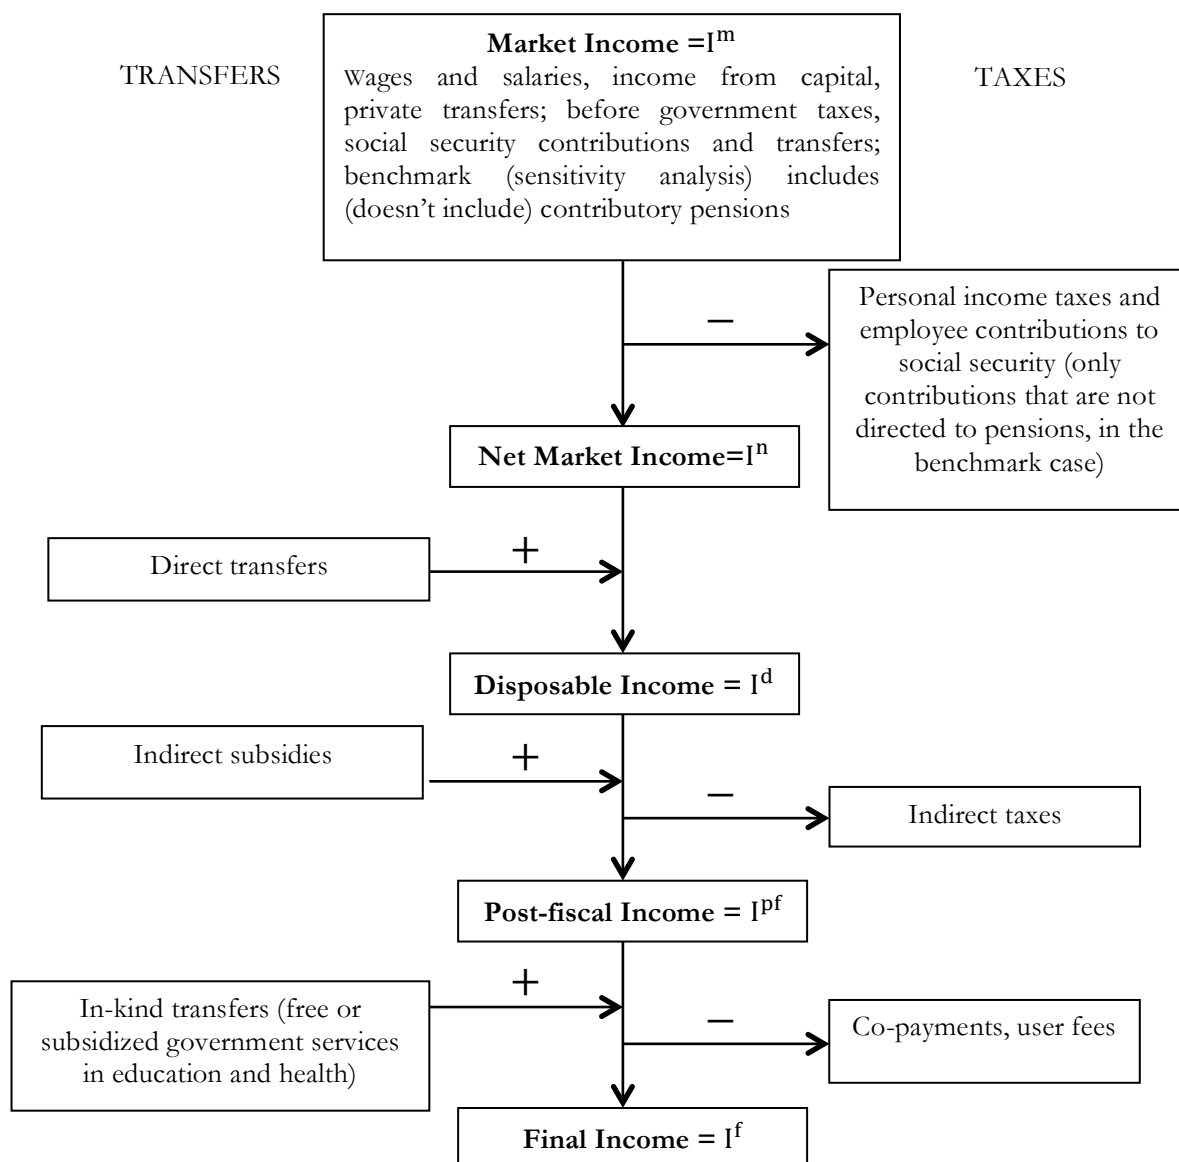 Market Income =I^m
TRANSFERS
TAXES
Wages and salaries, income from capital,
private transfers; before government taxes,
social security contributions and transfers;
benchmark (sensitivity analysis) includes
(doesn't include) contributory pensions
Personal income taxes and
employee contributions to
social security (only
contributions that are not
directed to pensions, in the
benchmark case)
−
Net Market Income=I^n
+
Direct transfers
Disposable Income = I^d
Indirect subsidies
+
−
Indirect taxes
Post-fiscal Income = I^pf
+
In-kind transfers (free or
subsidized government services
in education and health)
−
Co-payments, user fees
Final Income = I^f